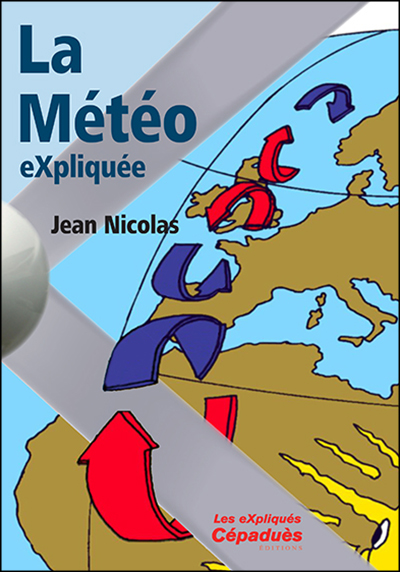 La
Météo
eXpliquée
Jean Nicolas
Les eXpliqués
Cépaduès
ÉDITIONS